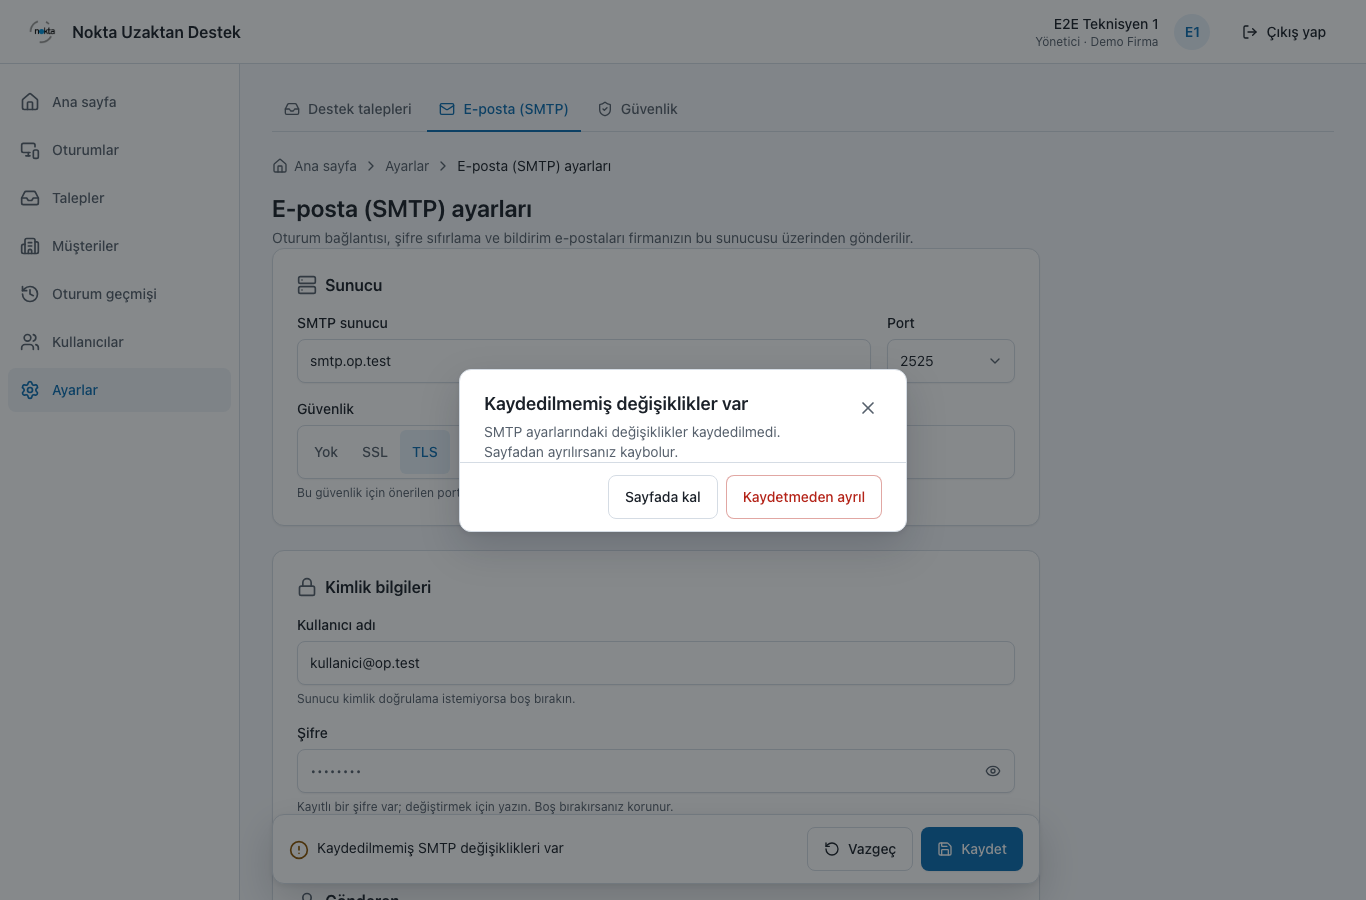 nokta
Nokta Uzaktan Destek
E2E Teknisyen 1
Yönetici · Demo Firma
E1
Çıkış yap
Ana sayfa
Oturumlar
Talepler
Müşteriler
Oturum geçmişi
Kullanıcılar
Ayarlar
Destek talepleri
E-posta (SMTP)
Güvenlik
Ana sayfa > Ayarlar > E-posta (SMTP) ayarları
E-posta (SMTP) ayarları
Oturum bağlantısı, şifre sıfırlama ve bildirim e-postaları firmanızın bu sunucusu üzerinden gönderilir.
Sunucu
SMTP sunucu
Port
smtp.op.test
2525
Güvenlik
Yok
SSL
TLS
Bu güvenlik için önerilen port
Kaydedilmemiş değişiklikler var
SMTP ayarlarındaki değişiklikler kaydedilmedi.
Sayfadan ayrılırsanız kaybolur.
Sayfada kal
Kaydetmeden ayrıl
Kimlik bilgileri
Kullanıcı adı
kullanici@op.test
Sunucu kimlik doğrulama istemiyorsa boş bırakın.
Şifre
••••••••
Kayıtlı bir şifre var; değiştirmek için yazın. Boş bırakırsanız korunur.
Kaydedilmemiş SMTP değişiklikleri var
Vazgeç
Kaydet
Gönderen